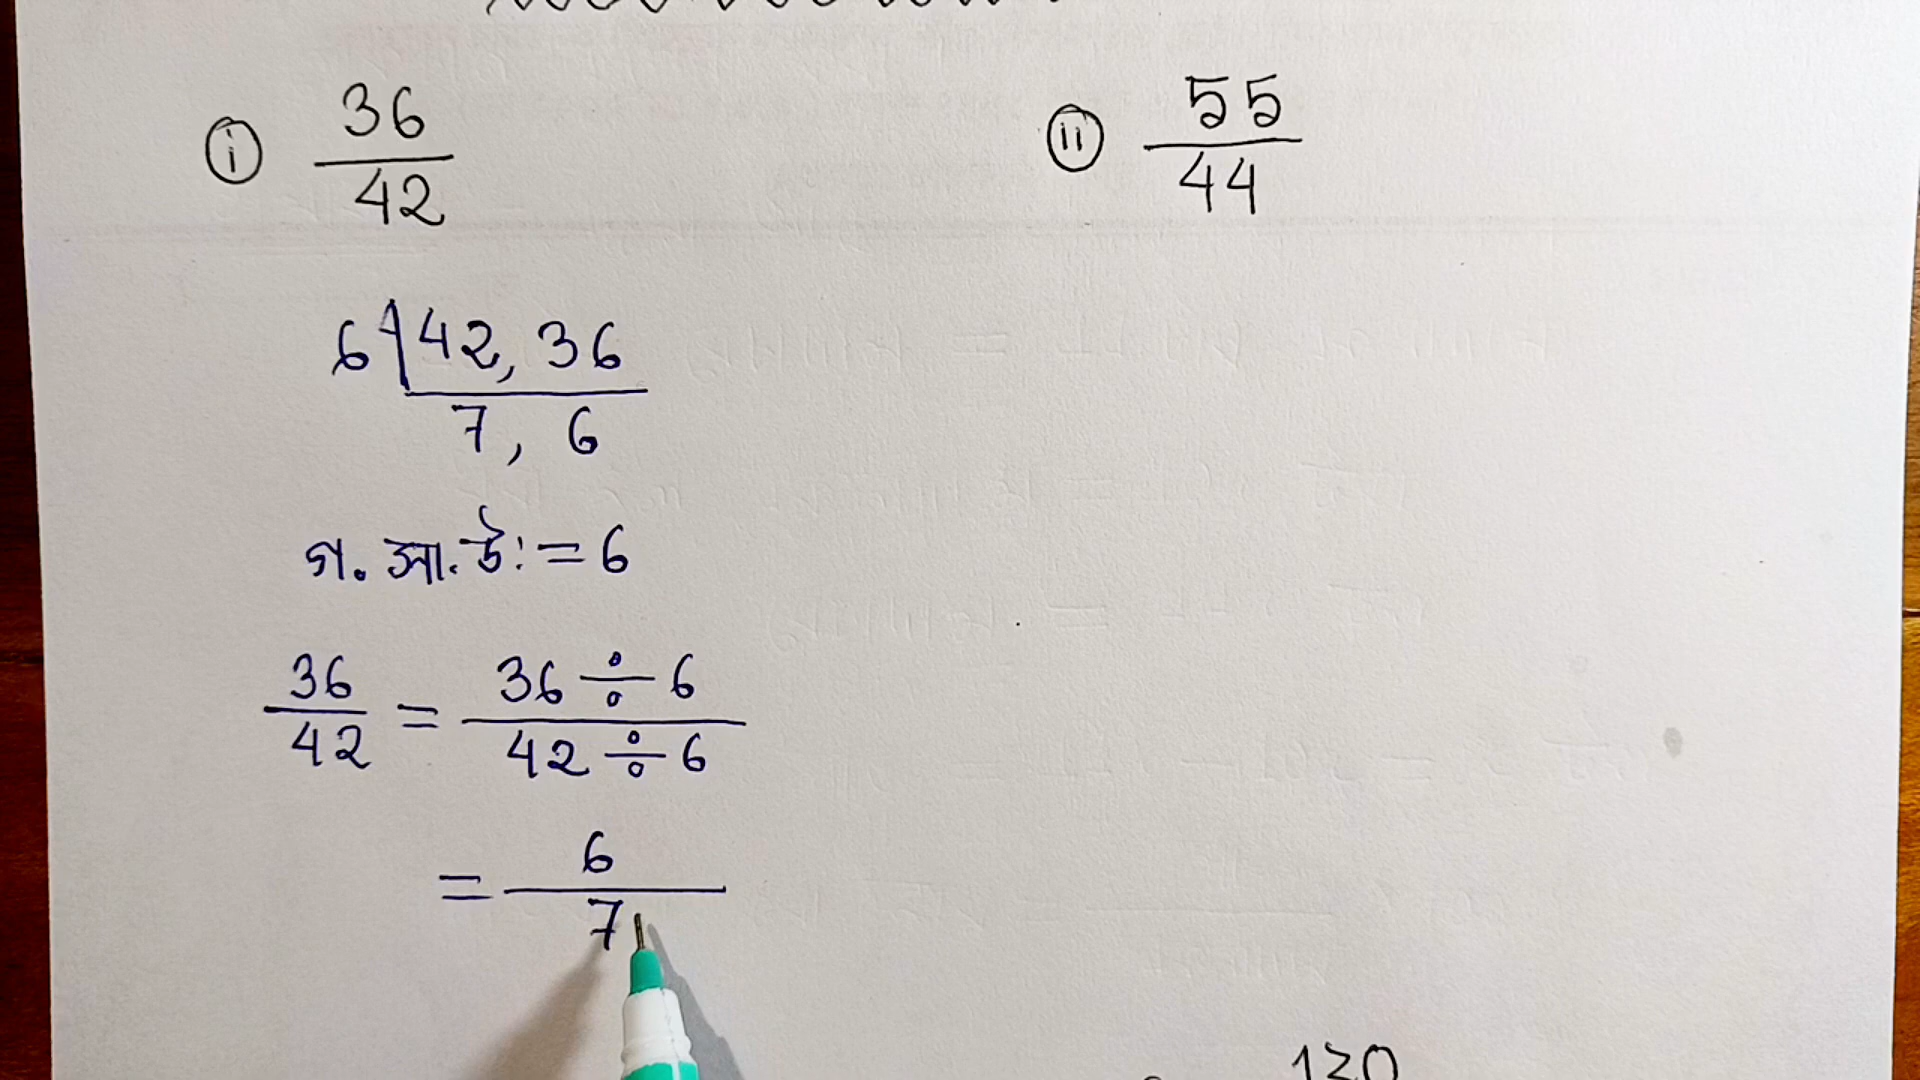 ⓘ 36/42
ⓘⓘ 55/44
6 | 42, 36
7, 6
গ. সা. উঃ = 6
36/42 = 36 ÷ 6 / 42 ÷ 6
= 6/7
120